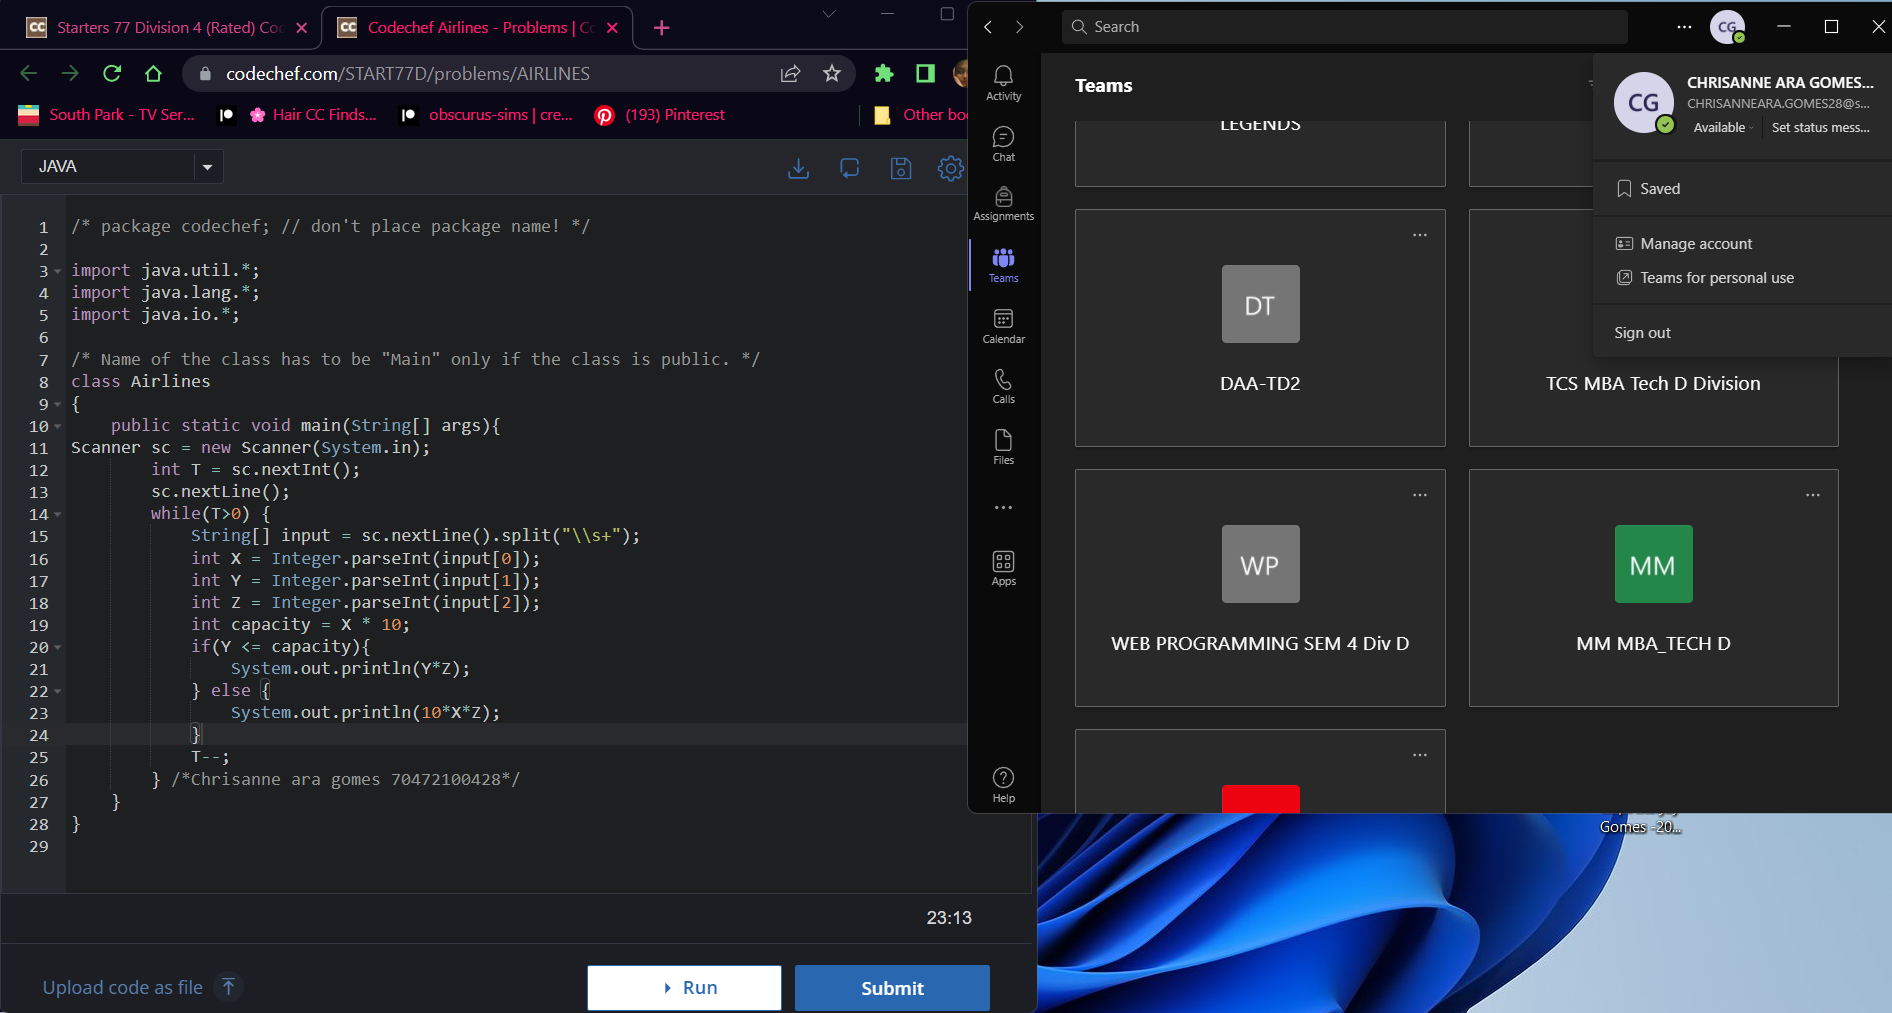 Starters 77 Division 4 (Rated) Coo
Codechef Airlines - Problems | Co
codechef.com/START77D/problems/AIRLINES
South Park - TV Ser...
Hair CC Finds...
obscurus-sims | cre...
(193) Pinterest
Other bo
JAVA
1 /* package codechef; // don't place package name! */
2
3 import java.util.*;
4 import java.lang.*;
5 import java.io.*;
6
7 /* Name of the class has to be "Main" only if the class is public. */
8 class Airlines
9 {
10 public static void main(String[] args){
11 Scanner sc = new Scanner(System.in);
12 int T = sc.nextInt();
13 sc.nextLine();
14 while(T>0) {
15 String[] input = sc.nextLine().split("\\s+");
16 int X = Integer.parseInt(input[0]);
17 int Y = Integer.parseInt(input[1]);
18 int Z = Integer.parseInt(input[2]);
19 int capacity = X * 10;
20 if(Y <= capacity){
21 System.out.println(Y*Z);
22 } else {
23 System.out.println(10*X*Z);
24 }
25 T--;
26 } /*Chrisanne ara gomes 70472100428*/
27 }
28 }
29
23:13
Upload code as file
Run
Submit
Search
CG
Activity
Chat
Assignments
Teams
Calendar
Calls
Files
Apps
Help
Teams
LEGENDS
DT
DAA-TD2
TCS MBA Tech D Division
WP
WEB PROGRAMMING SEM 4 Div D
MM
MM MBA_TECH D
CG
CHRISANNE ARA GOMES...
CHRISANNEARA.GOMES28@s...
Available
Set status mess...
Saved
Manage account
Teams for personal use
Sign out
Gomes -20...